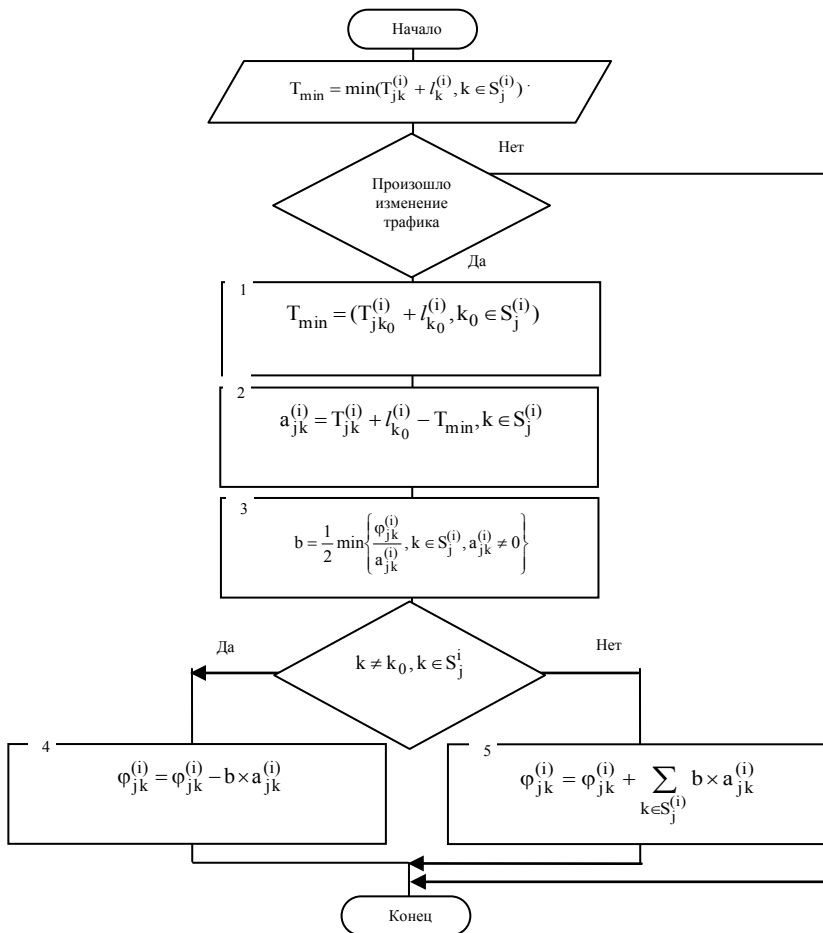 Начало
T_min = min(T_jk^(i) + l_k^(i), k ∈ S_j^(i)) .
Нет
Произошло
изменение
трафика
Да
1
T_min = (T_jk₀^(i) + l_k₀^(i), k₀ ∈ S_j^(i))
2
a_jk^(i) = T_jk^(i) + l_k₀^(i) − T_min, k ∈ S_j^(i)
3
b = 1/2 min{φ_jk^(i) / a_jk^(i), k ∈ S_j^(i), a_jk^(i) ≠ 0}
Да
k ≠ k₀, k ∈ S_j^i
Нет
4
φ_jk^(i) = φ_jk^(i) − b × a_jk^(i)
5
φ_jk^(i) = φ_jk^(i) + ∑_{k∈S_j^(i)} b × a_jk^(i)
Конец